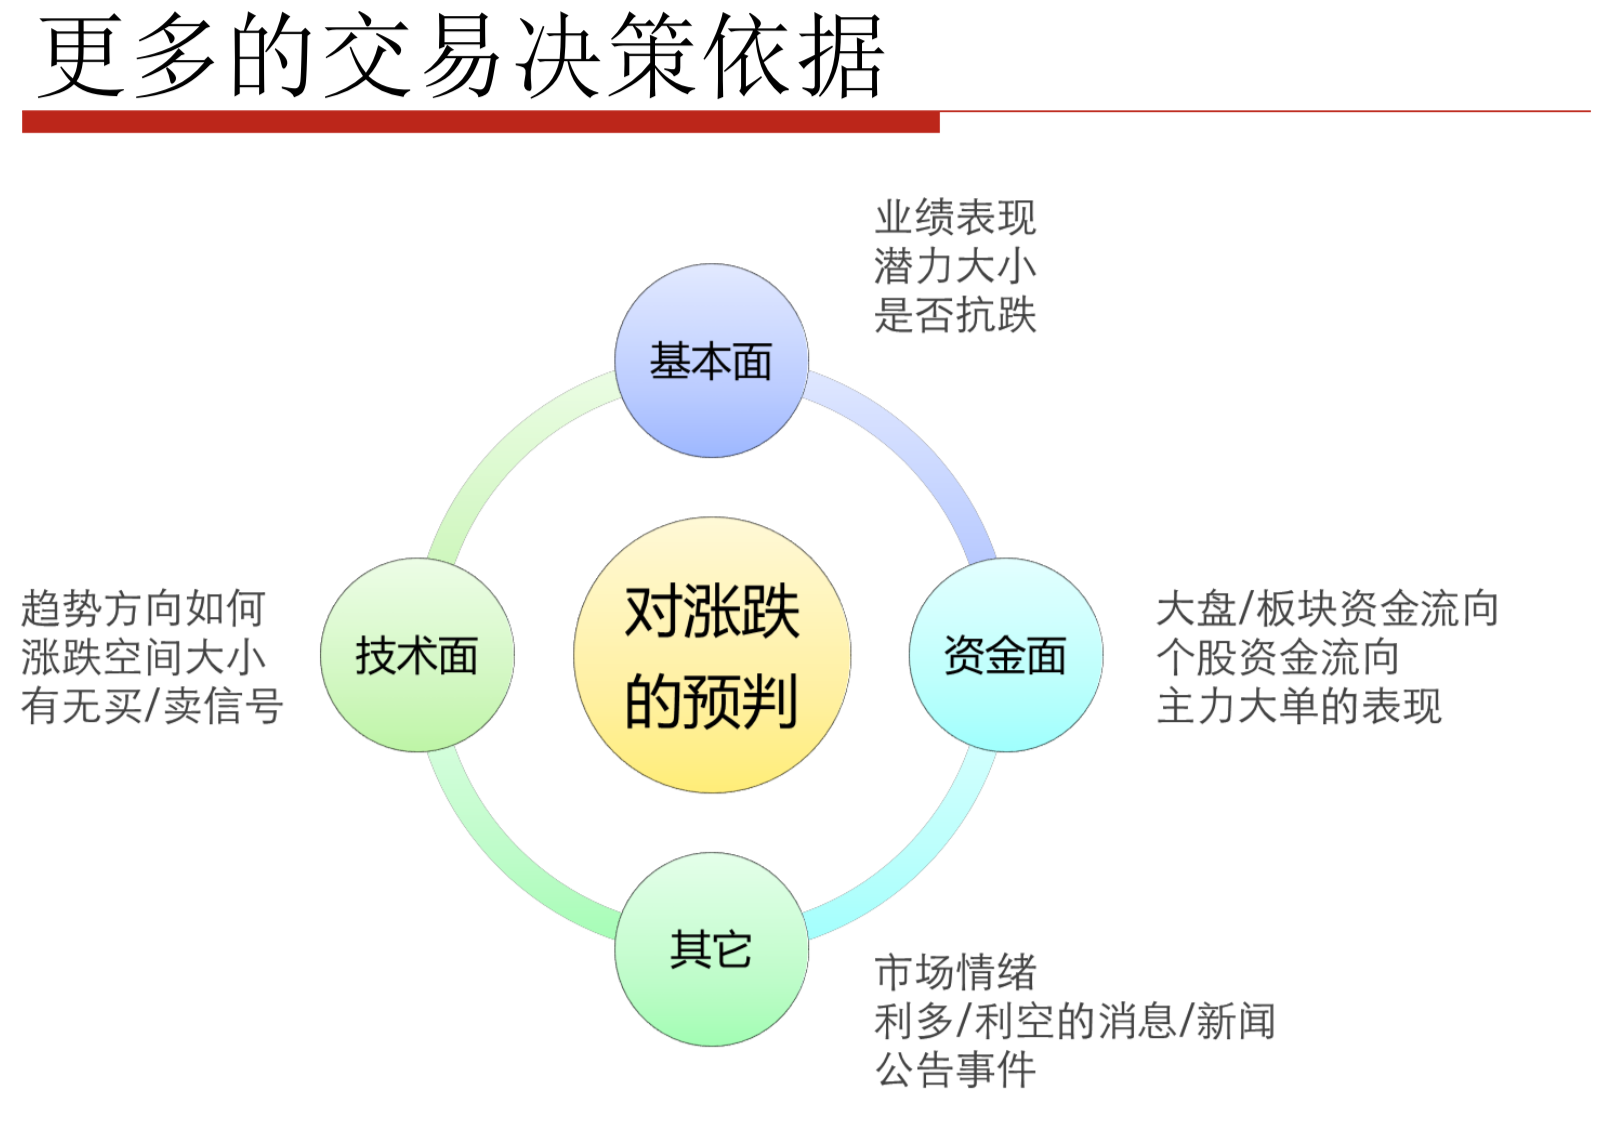 更多的交易决策依据
业绩表现
潜力大小
是否抗跌
基本面
趋势方向如何
涨跌空间大小
有无买/卖信号
技术面
对涨跌
的预判
资金面
大盘/板块资金流向
个股资金流向
主力大单的表现
其它
市场情绪
利多/利空的消息/新闻
公告事件